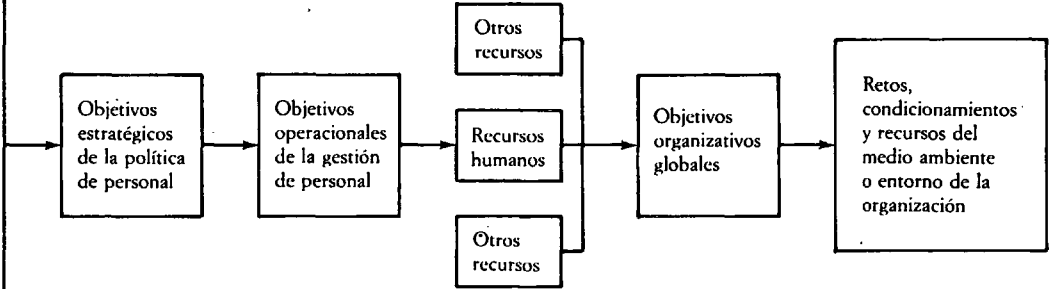 Objetivos
estratégicos
de la política
de personal
Objetivos
operacionales
de la gestión
de personal
Otros
recursos
Recursos
humanos
Otros
recursos
Objetivos
organizativos
globales
Retos,
condicionamientos
y recursos del
medio ambiente
o entorno de la
organización